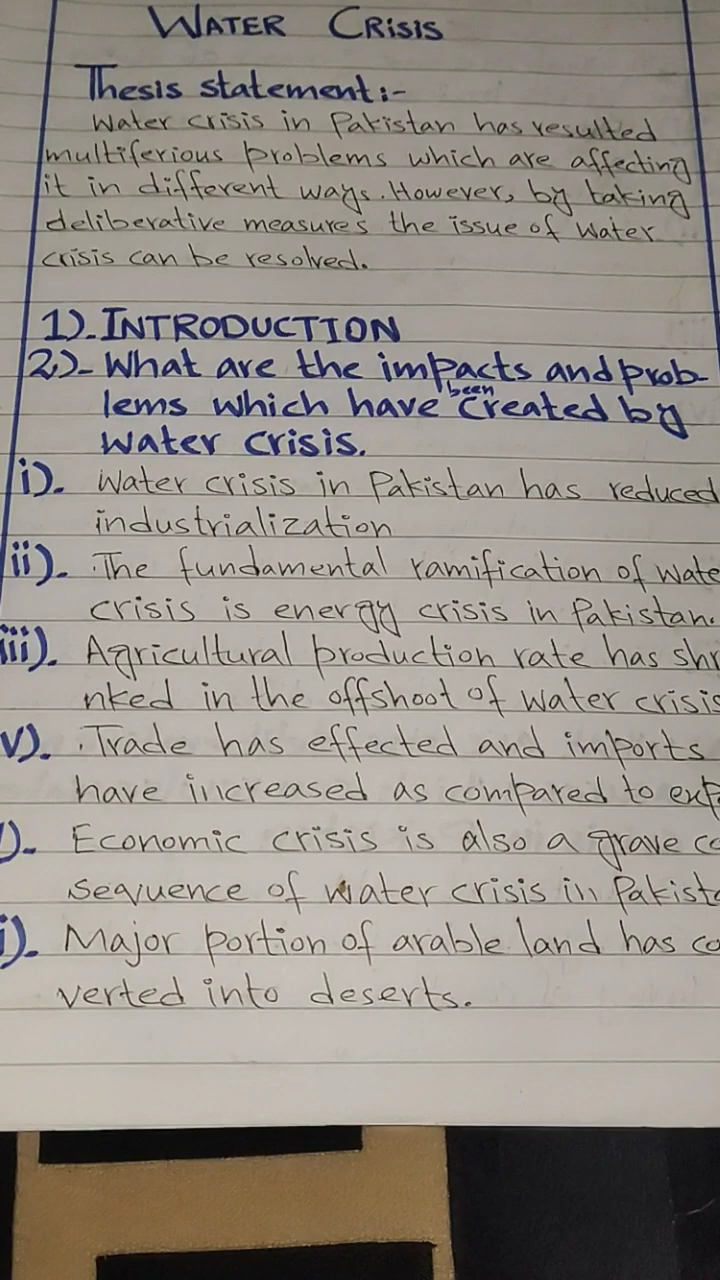 WATER CRISIS
Thesis statement:-
Water crisis in Pakistan has resulted
multiferious problems which are affecting
it in different ways. However, by taking
deliberative measures the issue of water
crisis can be resolved.
1). INTRODUCTION
2)- What are the impacts and prob-
lems which have been created by
water crisis.
i). Water crisis in Pakistan has reduced
industrialization
ii). The fundamental ramification of wate
crisis is energy crisis in Pakistan.
iii). Agricultural production rate has shr
nked in the offshoot of water crisis
v). Trade has effected and imports
have increased as compared to exp
). Economic crisis is also a grave co
sequence of water crisis in Pakista
i). Major portion of arable land has co
verted into deserts.